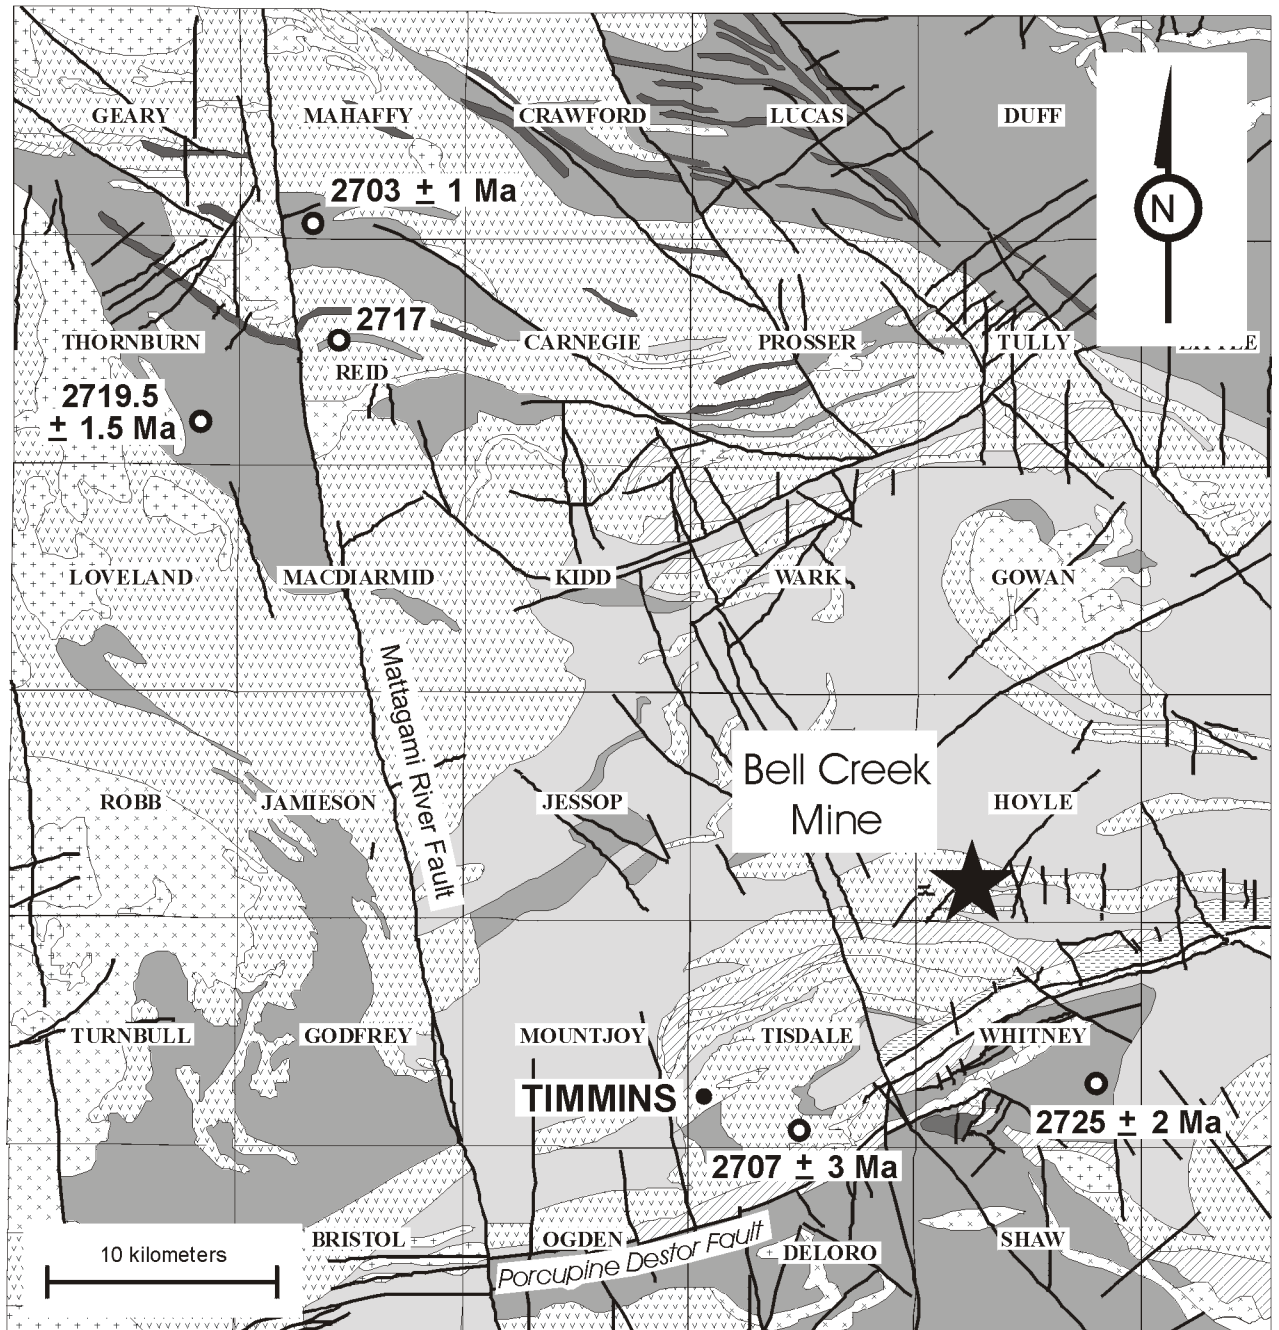 GEARY
MAHAFFY
CRAWFORD
LUCAS
DUFF
2703 ± 1 Ma
N
2717
THORNBURN
CARNEGIE
PROSSER
TULLY
REID
2719.5
± 1.5 Ma
LOVELAND
MACDIARMID
KIDD
WARK
GOWAN
Mattagami River Fault
Bell Creek
Mine
ROBB
JAMIESON
JESSOP
HOYLE
TURNBULL
GODFREY
MOUNTJOY
TISDALE
WHITNEY
TIMMINS
2725 ± 2 Ma
2707 ± 3 Ma
BRISTOL
OGDEN
DELORO
SHAW
Porcupine Destor Fault
10 kilometers